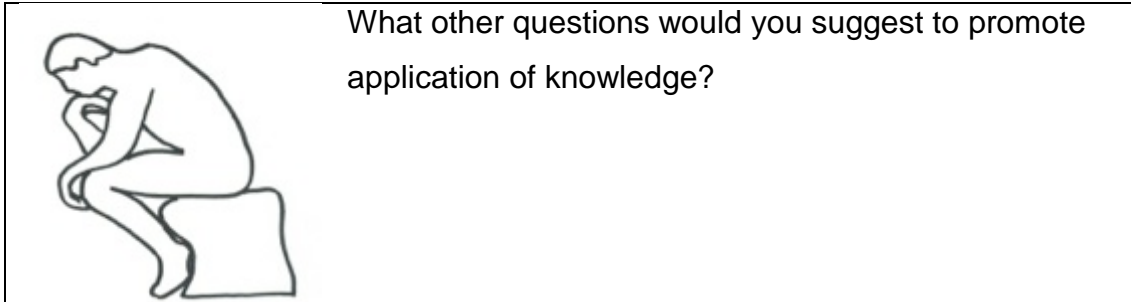 What other questions would you suggest to promote
application of knowledge?